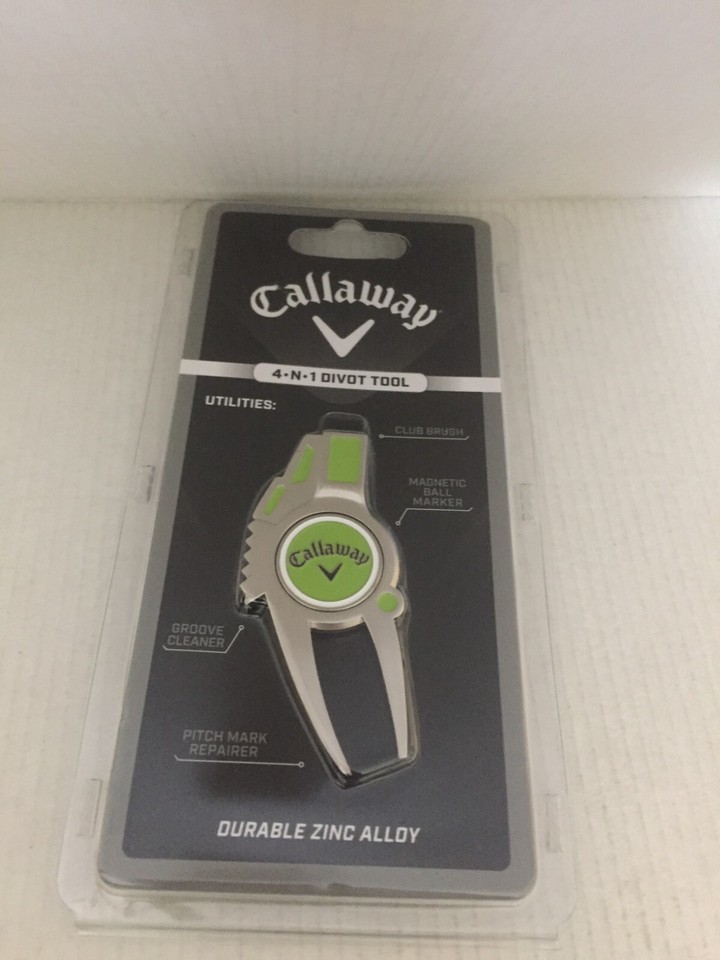 Callaway
4•N•1 DIVOT TOOL
UTILITIES:
CLUB BRUSH
MAGNETIC
BALL
MARKER
Callaway
GROOVE
CLEANER
PITCH MARK
REPAIRER
DURABLE ZINC ALLOY